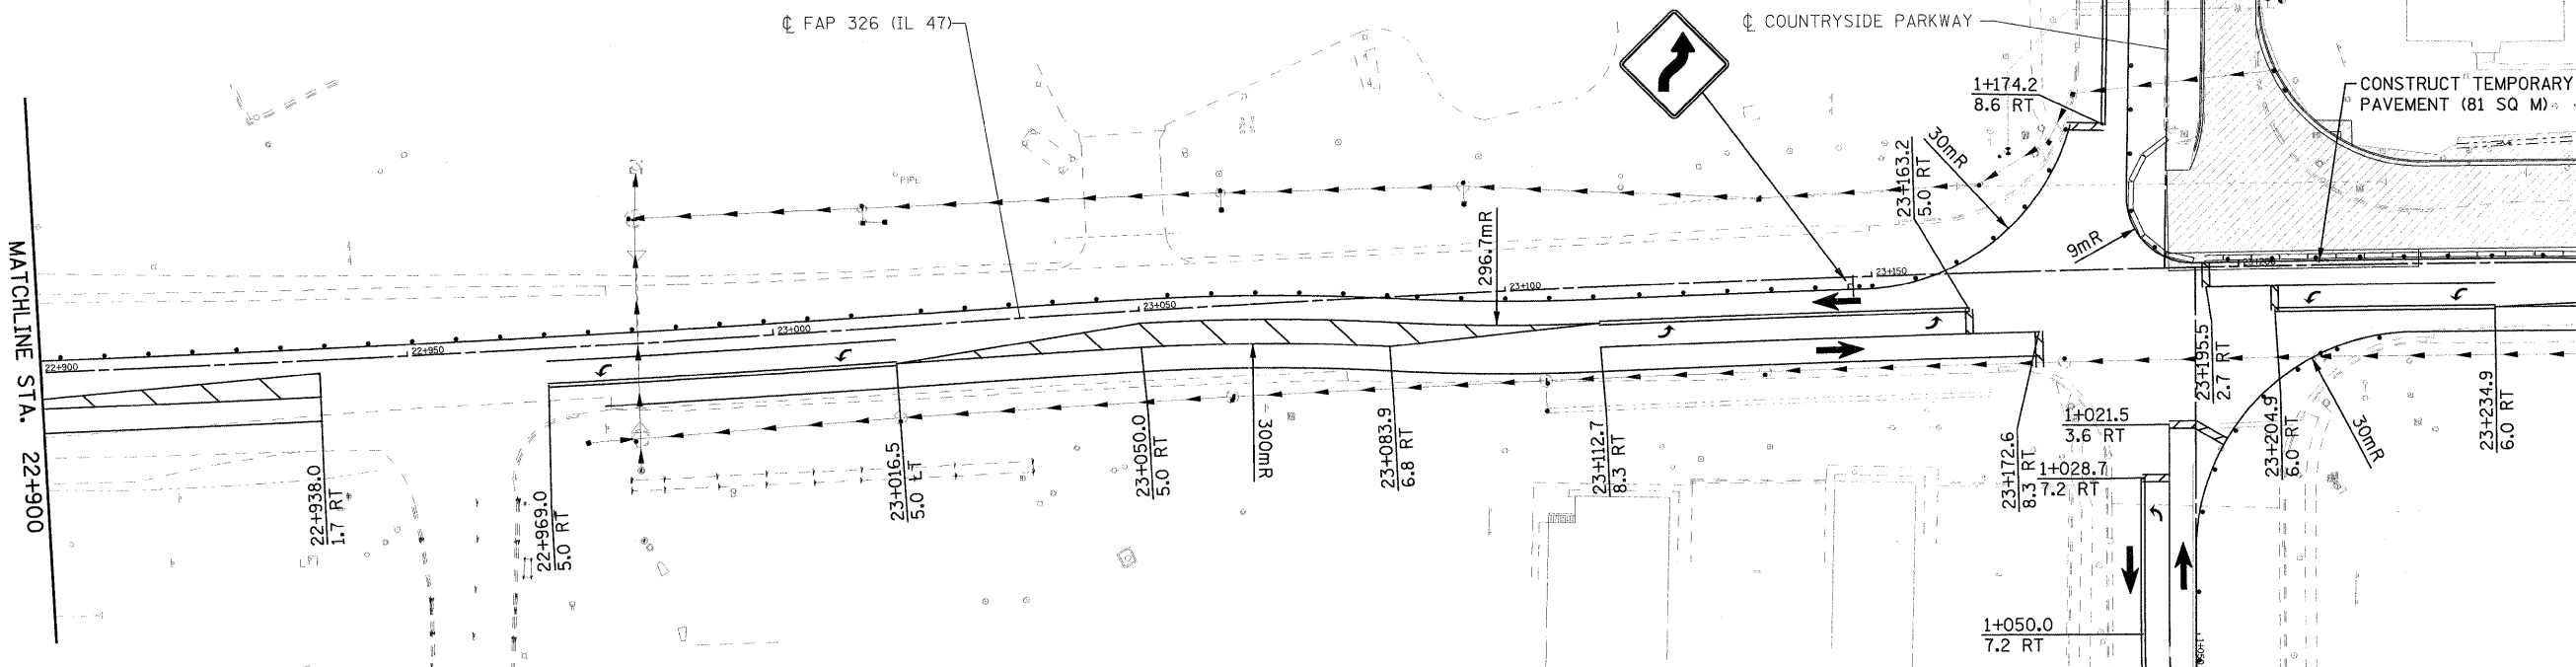 ℄ FAP 326 (IL 47)
℄ COUNTRYSIDE PARKWAY
CONSTRUCT TEMPORARY
PAVEMENT (81 SQ M)
1+174.2
8.6 RT
30mR
23+163.2
5.0 RT
PIPE
296.7mR
9mR
MATCHLINE STA. 22+900
22+900
22+950
23+000
23+050
23+100
23+150
23+200
22+938.0
1.7 RT
22+969.0
5.0 RT
23+016.5
5.0 LT
23+050.0
5.0 RT
300mR
23+083.9
6.8 RT
23+112.7
8.3 RT
23+172.6
8.3 RT
23+195.5
2.7 RT
23+204.9
6.0 RT
30mR
23+234.9
6.0 RT
1+021.5
3.6 RT
1+028.7
7.2 RT
1+050.0
7.2 RT
1+050